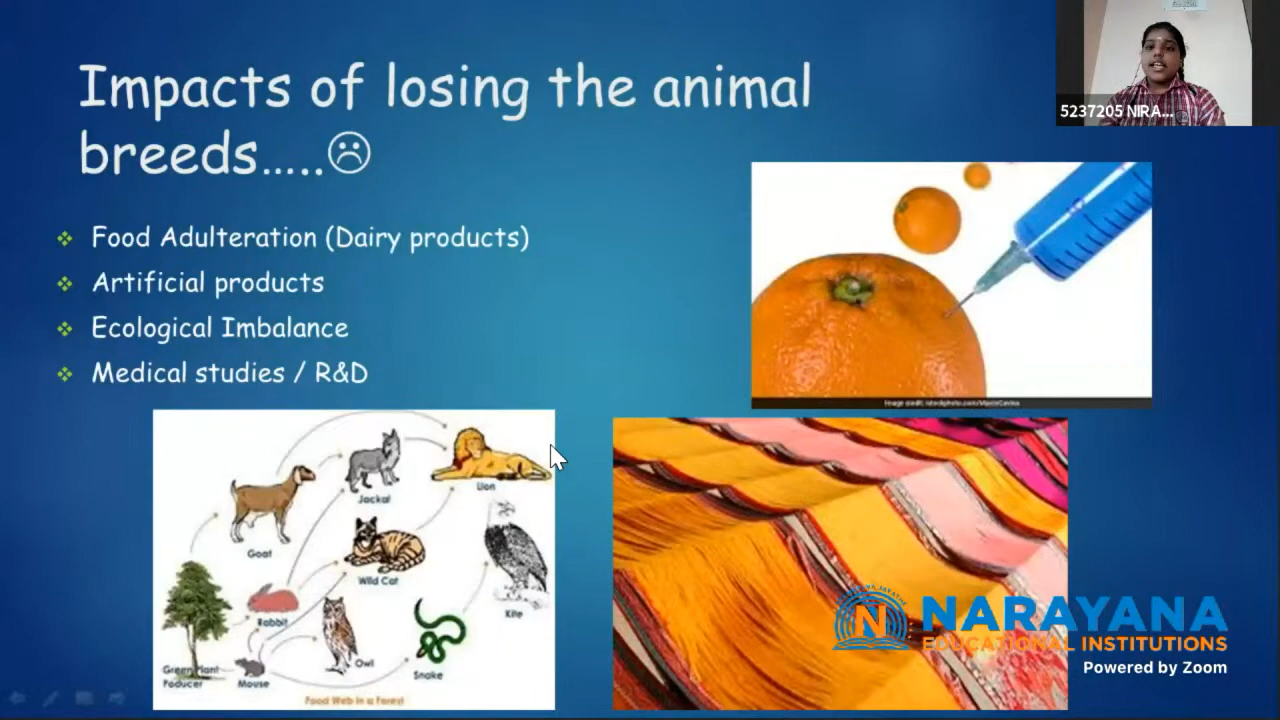 Impacts of losing the animal
breeds.....☹
5237205 NIRA...
Food Adulteration (Dairy products)
Artificial products
Ecological Imbalance
Medical studies / R&D
Jackal
Lion
Goat
Wild Cat
Kite
Rabbit
Owl
Snake
Green Plant
Poducer
Mouse
Food Web in a Forest
NARAYANA
EDUCATIONAL INSTITUTIONS
Powered by Zoom